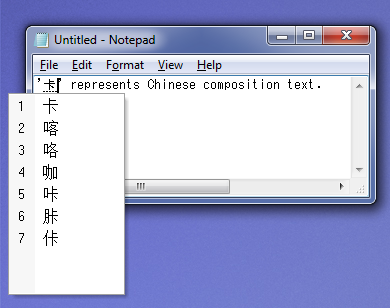 Untitled - Notepad
File Edit Format View Help
'卡' represents Chinese composition text.
1 卡
2 喀
3 咯
4 咖
5 咔
6 胩
7 佧